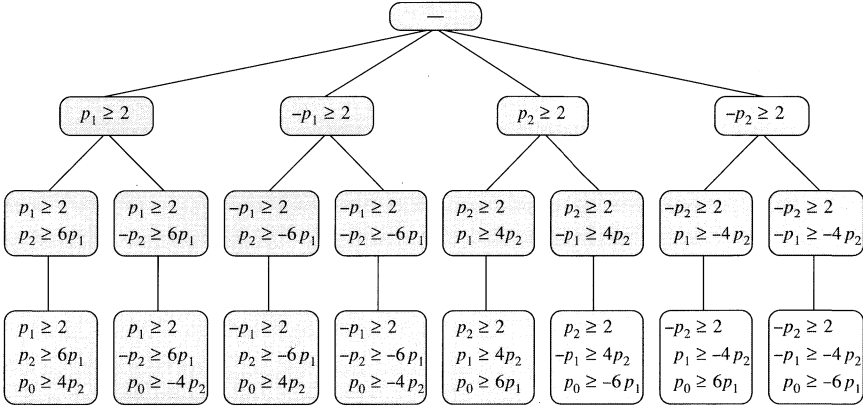 —
p₁ ≥ 2
-p₁ ≥ 2
p₂ ≥ 2
-p₂ ≥ 2
p₁ ≥ 2
p₂ ≥ 6p₁
p₁ ≥ 2
-p₂ ≥ 6p₁
-p₁ ≥ 2
p₂ ≥ -6p₁
-p₁ ≥ 2
-p₂ ≥ -6p₁
p₂ ≥ 2
p₁ ≥ 4p₂
p₂ ≥ 2
-p₁ ≥ 4p₂
-p₂ ≥ 2
p₁ ≥ -4p₂
-p₂ ≥ 2
-p₁ ≥ -4p₂
p₁ ≥ 2
p₂ ≥ 6p₁
p₀ ≥ 4p₂
p₁ ≥ 2
-p₂ ≥ 6p₁
p₀ ≥ -4p₂
-p₁ ≥ 2
p₂ ≥ -6p₁
p₀ ≥ 4p₂
-p₁ ≥ 2
-p₂ ≥ -6p₁
p₀ ≥ -4p₂
p₂ ≥ 2
p₁ ≥ 4p₂
p₀ ≥ 6p₁
p₂ ≥ 2
-p₁ ≥ 4p₂
p₀ ≥ -6p₁
-p₂ ≥ 2
p₁ ≥ -4p₂
p₀ ≥ 6p₁
-p₂ ≥ 2
-p₁ ≥ -4p₂
p₀ ≥ -6p₁